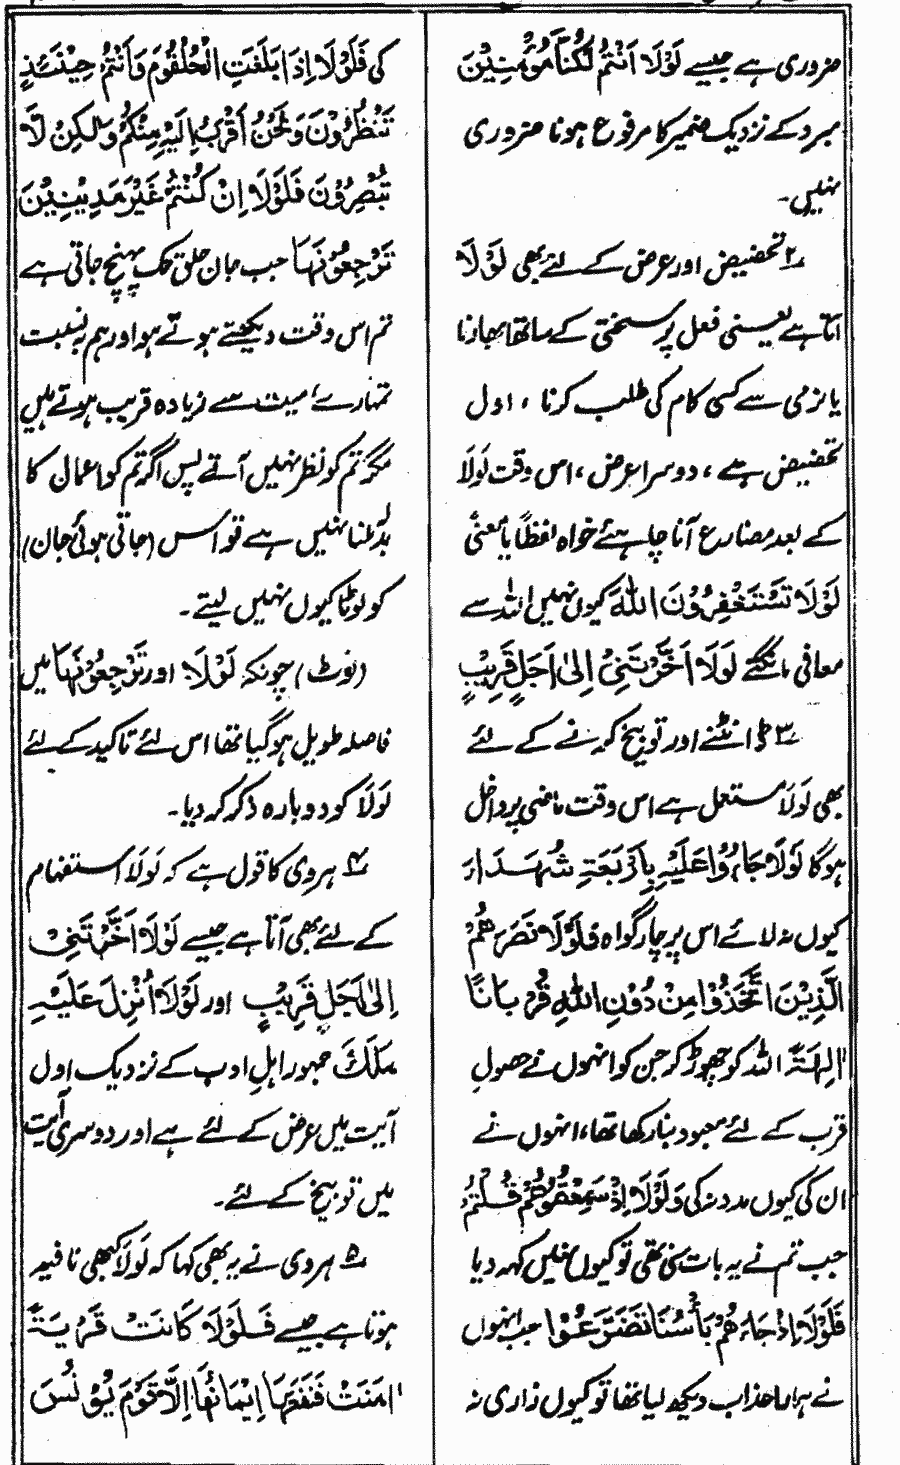 ضروری ہے جیسے لَوْلَا اَنْتُمْ لَكُنَّا مُؤْمِنِیْنَ
مبرد کے نزدیک ضمیر کا مرفوع ہونا ضروری
نہیں۔
۲ تحضیض اور عرض کے لئے بھی لَوْلَا
آتا ہے یعنی فعل پر سختی کے ساتھ ابھارنا
یا نرمی سے کسی کام کی طلب کرنا ، اول
تحضیض ہے ، دوسرا عرض ، اس وقت لَوْلَا
کے بعد مضارع آنا چاہئے خواہ لفظًا یا معنًی
لَوْلَا تَسْتَغْفِرُوْنَ اللهَ کیوں نہیں اللہ سے
معافی مانگتے لَوْلَا اَخَّرْتَنِیْ اِلیٰ اَجَلٍ قَرِیْبٍ
۳ ڈانٹنے اور توبیخ کرنے کے لئے
بھی لَوْلَا مستعمل ہے اس وقت ماضی پر داخل
ہوگا لَوْلَا جَاءُوْا عَلَیْهِ بِاَرْبَعَةِ شُهَدَاءَ
کیوں نہ لائے اس پر چار گواہ فَلَوْلَا نَصَرَهُمُ
الَّذِیْنَ اتَّخَذُوْا مِنْ دُوْنِ اللهِ قُرْبَانًا
اٰلِهَةً اللہ کو چھوڑ کر جن کو انہوں نے حصولِ
قرب کے لئے معبود بنا رکھا تھا، انہوں نے
ان کی کیوں مدد نہ کی وَلَوْلَا اِذْ سَمِعْتُمُوْهُ قُلْتُمْ
جب تم نے یہ بات سنی تھی تو کیوں نہیں کہہ دیا
فَلَوْلَا اِذْ جَاءَهُمْ بَاْسُنَا تَضَرَّعُوْا جب انہوں
نے ہمارا عذاب دیکھ لیا تھا تو کیوں زاری نہ
کی فَلَوْلَا اِذَا بَلَغَتِ الْحُلْقُوْمَ وَاَنْتُمْ حِیْنَئِذٍ
تَنْظُرُوْنَ وَنَحْنُ اَقْرَبُ اِلَیْهِ مِنْكُمْ وَلٰكِنْ لَّا
تُبْصِرُوْنَ فَلَوْلَا اِنْ كُنْتُمْ غَیْرَ مَدِیْنِیْنَ
تَرْجِعُوْنَهَا جب جان حلق تک پہنچ جاتی ہے
تم اس وقت دیکھتے ہوتے ہو اور ہم بہ نسبت
تمہارے میت سے زیادہ قریب ہوتے ہیں
مگر تم کو نظر نہیں آتے پس اگر تم کو اعمال کا
بدلہ ملنا نہیں ہے تو اس (جاتی ہوئی جان)
کو لوٹا کیوں نہیں لیتے۔
(نوٹ) چونکہ لَوْلَا اور تَرْجِعُوْنَهَا میں
فاصلہ طویل ہو گیا تھا اس لئے تاکید کے لئے
لَوْلَا کو دوبارہ ذکر کر دیا۔
۴ ہروی کا قول ہے کہ لَوْلَا استفہام
کے لئے بھی آتا ہے جیسے لَوْلَا اَخَّرْتَنِیْ
اِلیٰ اَجَلٍ قَرِیْبٍ اور لَوْلَا اُنْزِلَ عَلَیْهِ
مَلَكٌ جمہور اہلِ ادب کے نزدیک اول
آیت میں عرض کے لئے ہے اور دوسری آیت
میں توبیخ کے لئے۔
۵ ہروی نے یہ بھی کہا کہ لَوْلَا کبھی نافیہ
ہوتا ہے جیسے فَلَوْلَا كَانَتْ قَرْیَةٌ
اٰمَنَتْ فَنَفَعَهَا اِیْمَانُهَا اِلَّا قَوْمَ یُوْنُسَ